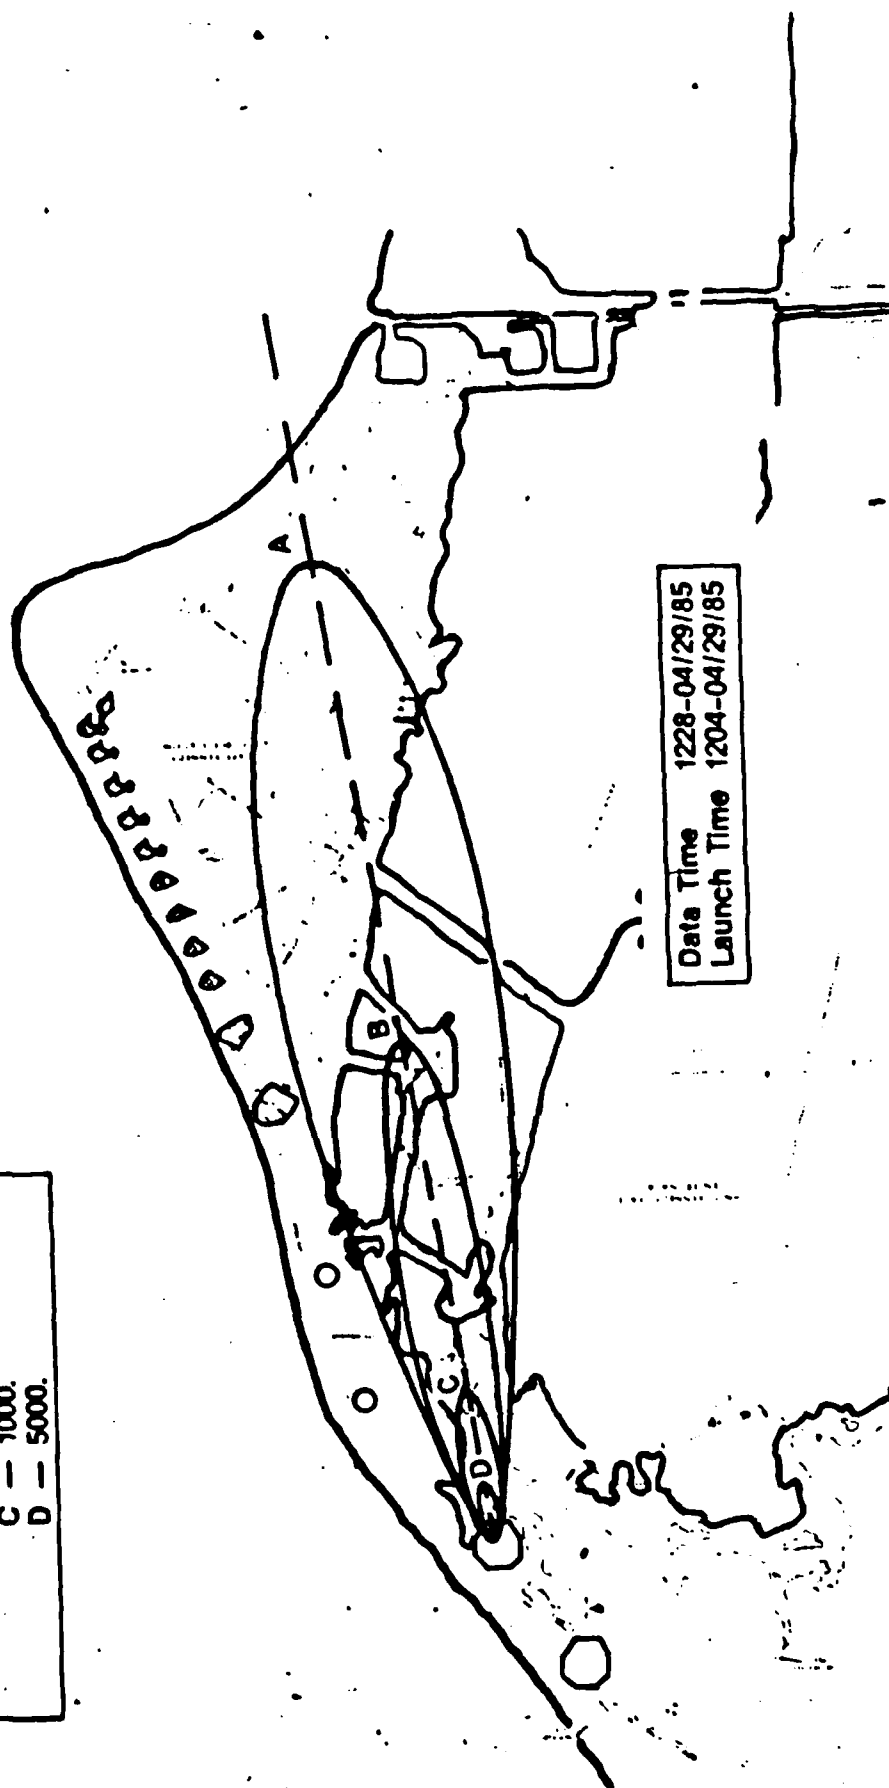 C — 1000.
D — 5000.
A
B
C
D
Data Time 1228-04/29/85
Launch Time 1204-04/29/85